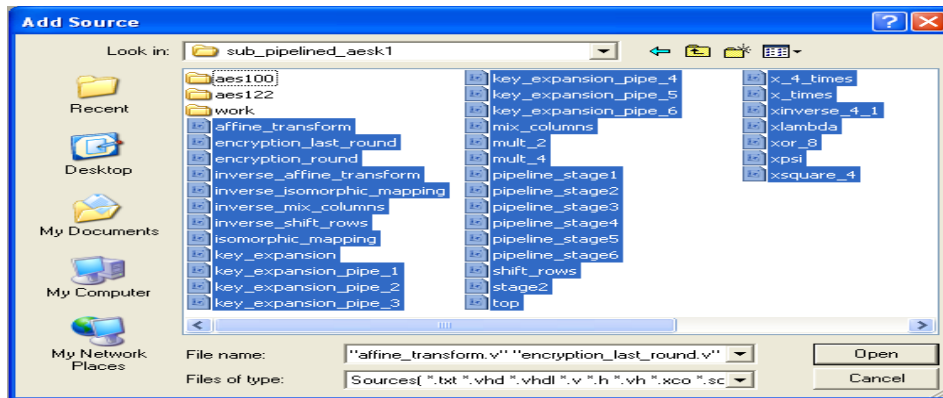 Add Source
Look in: sub_pipelined_aesk1
Recent
Desktop
My Documents
My Computer
My Network
Places
aes100
aes122
work
affine_transform
encryption_last_round
encryption_round
inverse_affine_transform
inverse_isomorphic_mapping
inverse_mix_columns
inverse_shift_rows
isomorphic_mapping
key_expansion
key_expansion_pipe_1
key_expansion_pipe_2
key_expansion_pipe_3
key_expansion_pipe_4
key_expansion_pipe_5
key_expansion_pipe_6
mix_columns
mult_2
mult_4
pipeline_stage1
pipeline_stage2
pipeline_stage3
pipeline_stage4
pipeline_stage5
pipeline_stage6
shift_rows
stage2
top
x_4_times
x_times
xinverse_4_1
xlambda
xor_8
xpsi
xsquare_4
File name: "affine_transform.v" "encryption_last_round.v" Open
Files of type: Sources( *.txt *.vhd *.vhdl *.v *.h *.vh *.xco *.sc Cancel